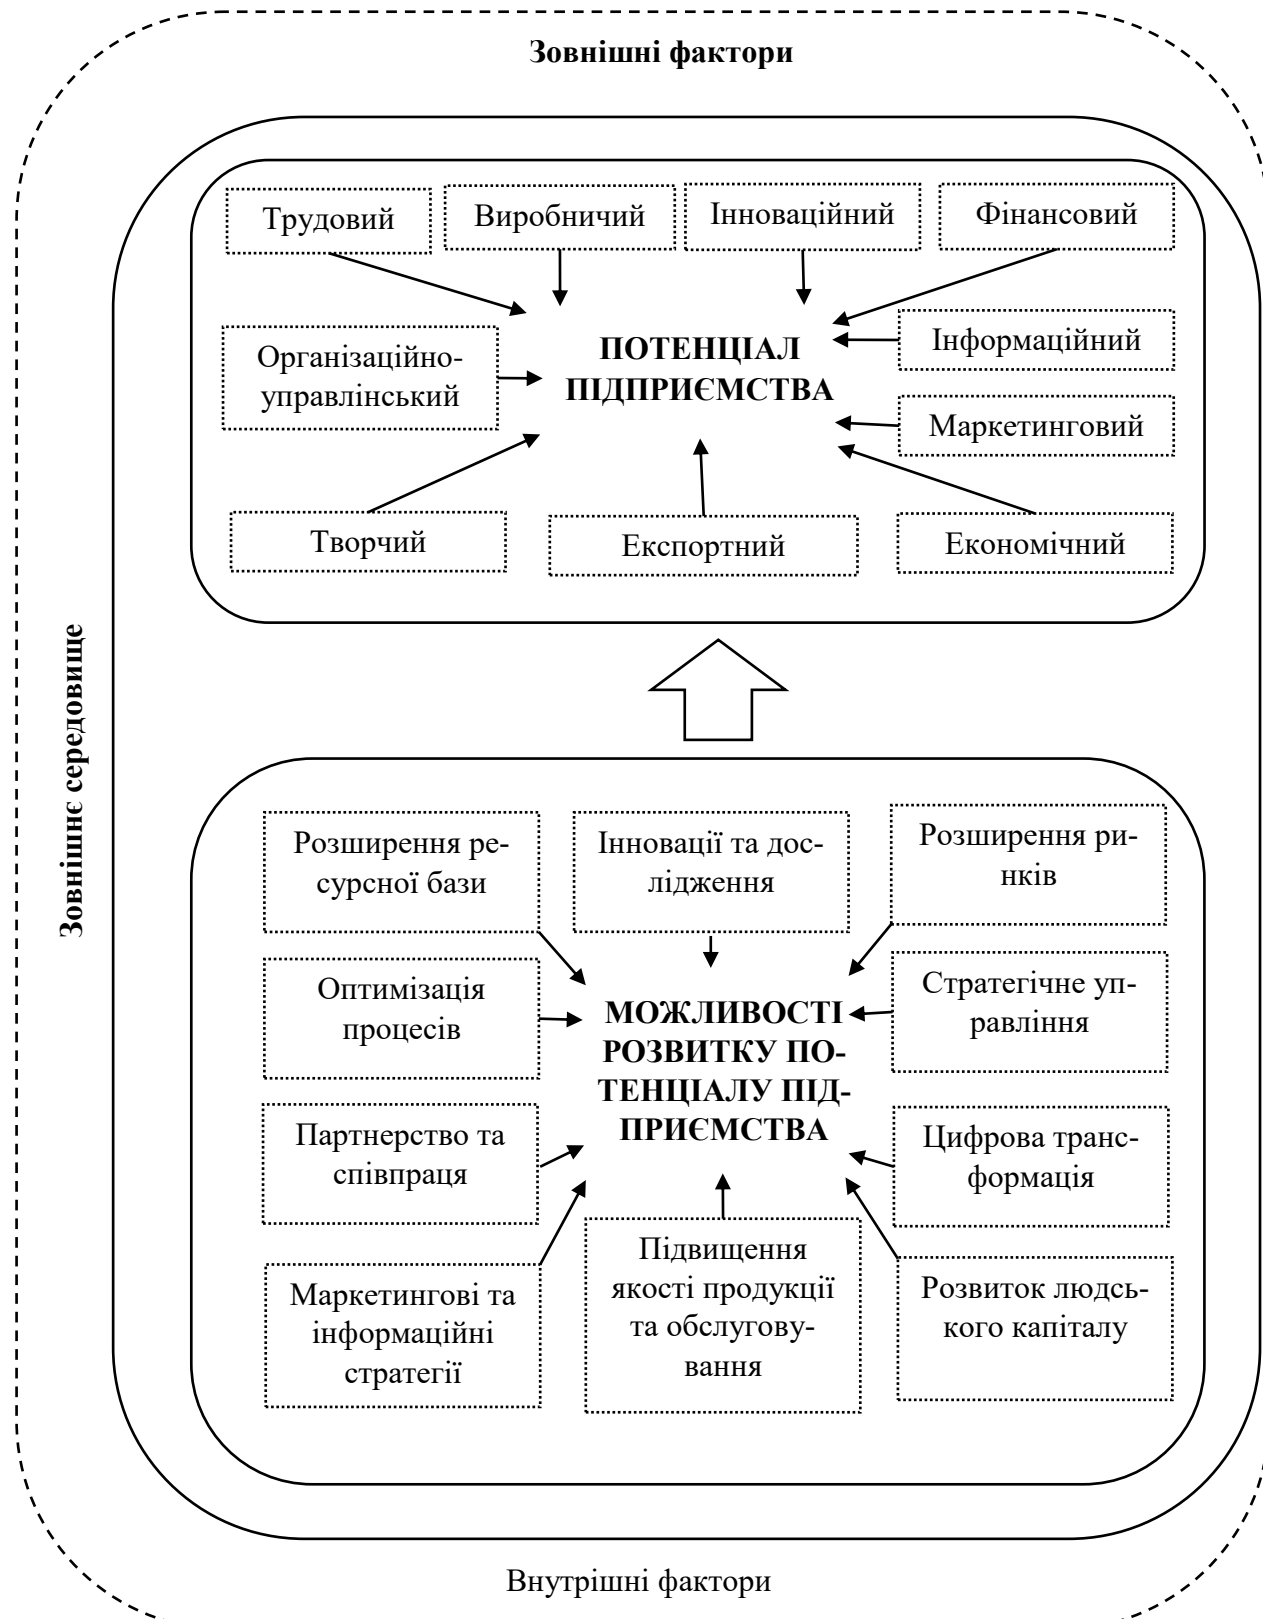 Зовнішні фактори
Трудовий
Виробничий
Інноваційний
Фінансовий
Організаційно-
управлінський
ПОТЕНЦІАЛ
ПІДПРИЄМСТВА
Інформаційний
Маркетинговий
Творчий
Експортний
Економічний
Зовнішнє середовище
Розширення ре-
сурсної бази
Інновації та дос-
лідження
Розширення ри-
нків
Оптимізація
процесів
МОЖЛИВОСТІ
РОЗВИТКУ ПО-
ТЕНЦІАЛУ ПІД-
ПРИЄМСТВА
Стратегічне уп-
равління
Партнерство та
співпраця
Цифрова транс-
формація
Маркетингові та
інформаційні
стратегії
Підвищення
якості продукції
та обслугову-
вання
Розвиток людсь-
кого капіталу
Внутрішні фактори